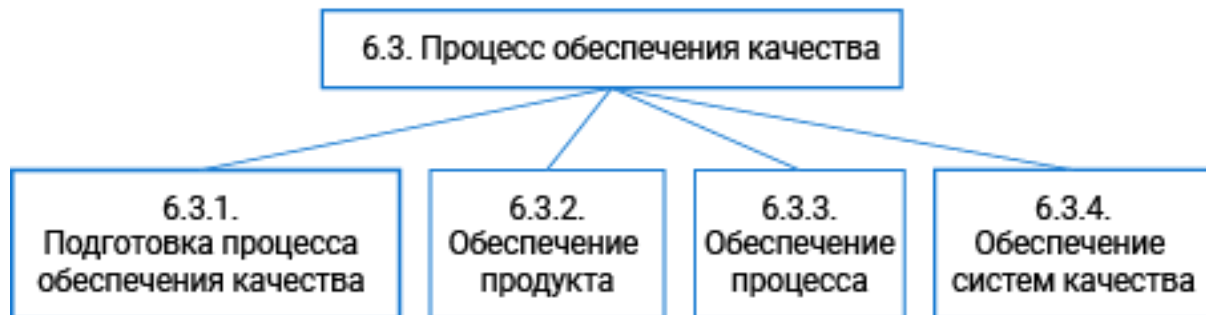 6.3. Процесс обеспечения качества
6.3.1.
Подготовка процесса
обеспечения качества
6.3.2.
Обеспечение
продукта
6.3.3.
Обеспечение
процесса
6.3.4.
Обеспечение
систем качества